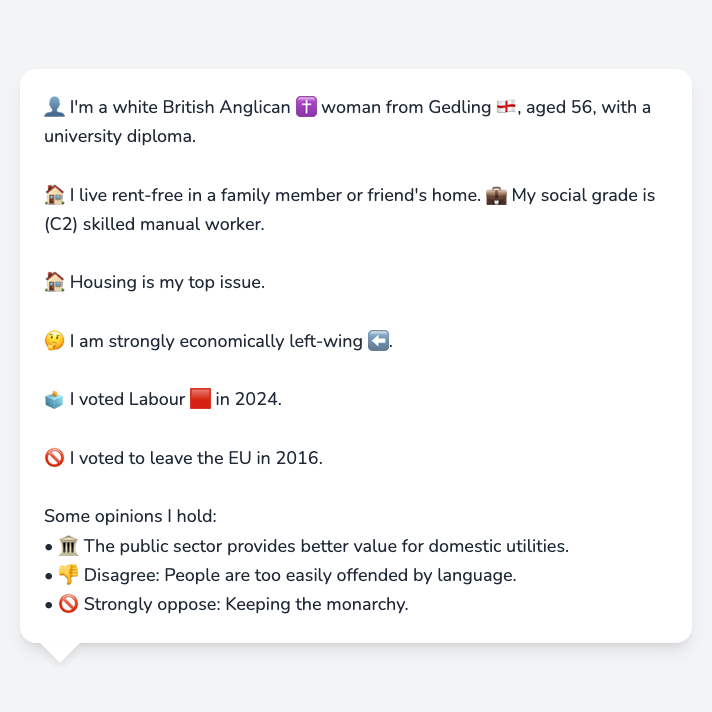 👤 I'm a white British Anglican ✝️ woman from Gedling 🏴󠁧󠁢󠁥󠁮󠁧󠁿, aged 56, with a
university diploma.
🏠 I live rent-free in a family member or friend's home. 💼 My social grade is
(C2) skilled manual worker.
🏠 Housing is my top issue.
🤔 I am strongly economically left-wing ⬅️.
🗳️ I voted Labour 🟥 in 2024.
🚫 I voted to leave the EU in 2016.
Some opinions I hold:
• 🏛️ The public sector provides better value for domestic utilities.
• 👎 Disagree: People are too easily offended by language.
• 🚫 Strongly oppose: Keeping the monarchy.